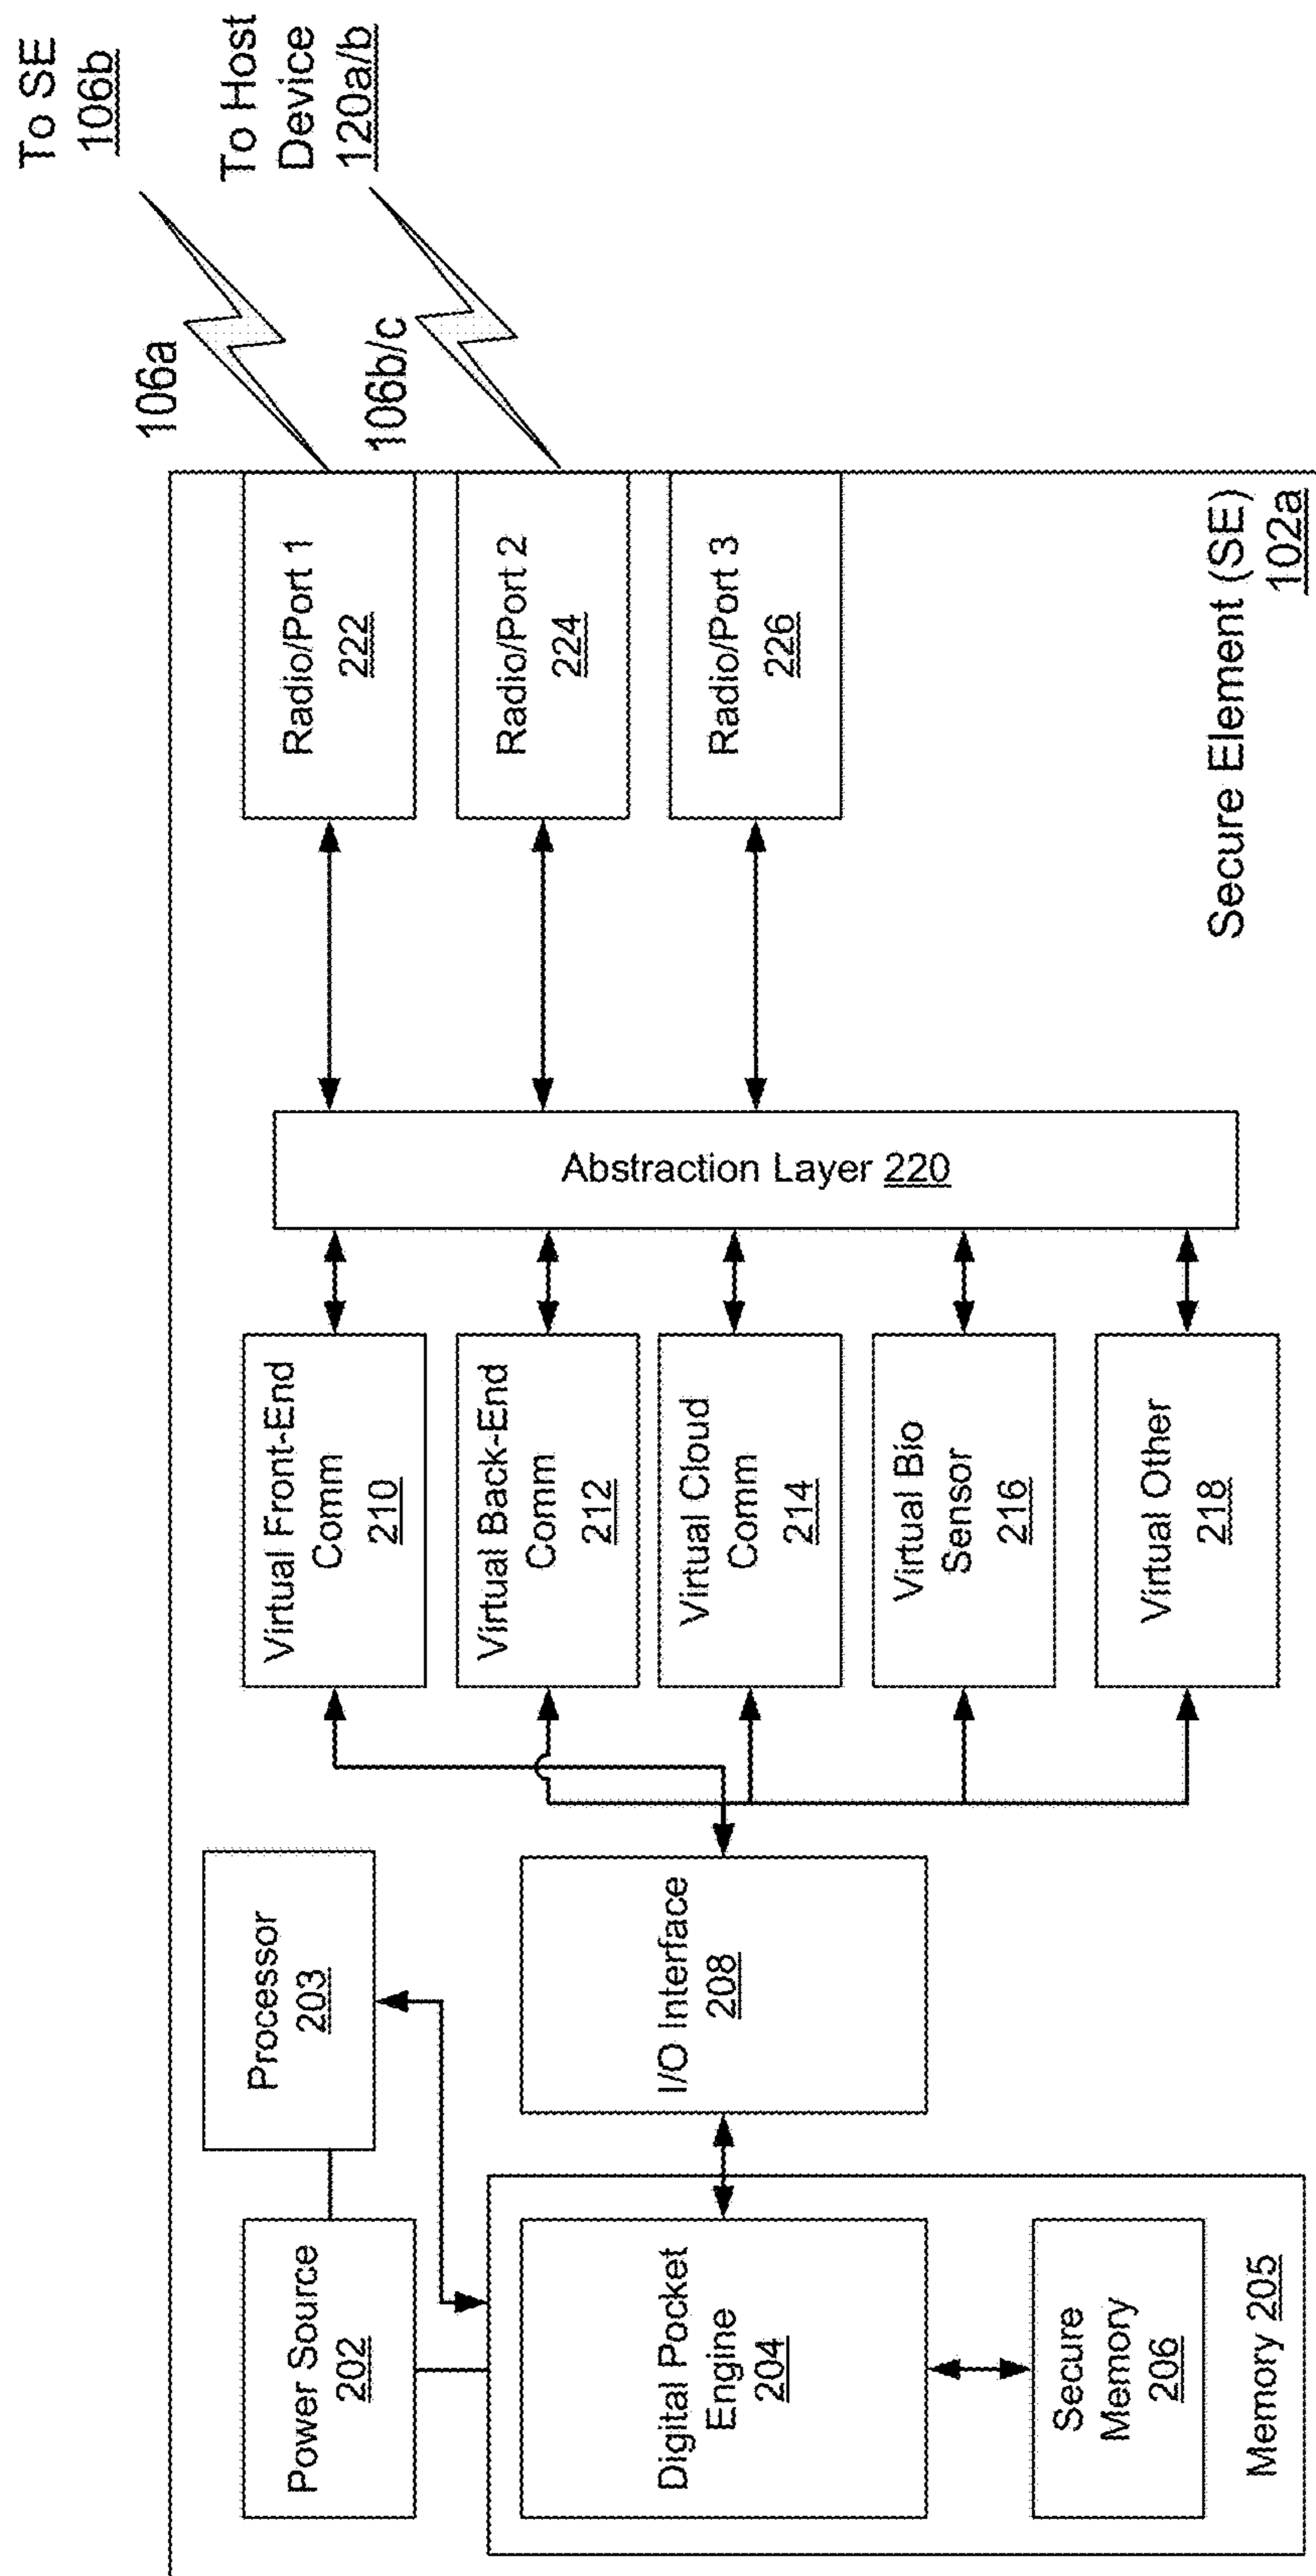 To SE
106b
To Host
Device
120a/b
106a
106b/c
Power Source
202
Processor
203
Digital Pocket
Engine
204
Secure
Memory
206
Memory 205
I/O Interface
208
Virtual Front-End
Comm
210
Virtual Back-End
Comm
212
Virtual Cloud
Comm
214
Virtual Bio
Sensor
216
Virtual Other
218
Abstraction Layer 220
Radio/Port 1
222
Radio/Port 2
224
Radio/Port 3
226
Secure Element (SE)
102a